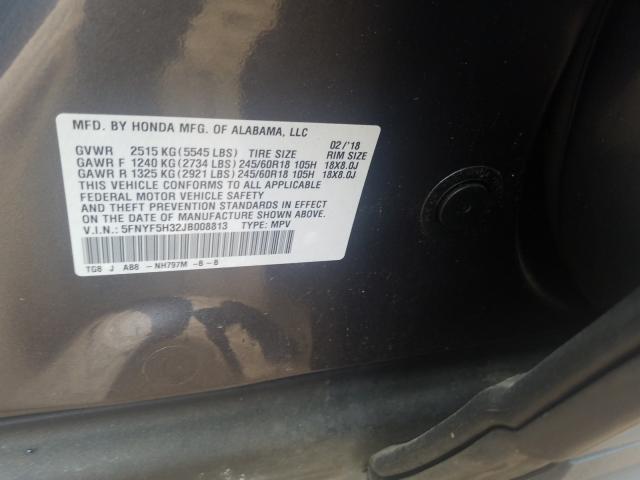 MFD. BY HONDA MFG. OF ALABAMA, LLC
02/'18
GVWR 2515 KG (5545 LBS) TIRE SIZE RIM SIZE
GAWR F 1240 KG (2734 LBS) 245/60R18 105H 18X8.0J
GAWR R 1325 KG (2921 LBS) 245/60R18 105H 18X8.0J
THIS VEHICLE CONFORMS TO ALL APPLICABLE
FEDERAL MOTOR VEHICLE SAFETY
AND THEFT PREVENTION STANDARDS IN EFFECT
ON THE DATE OF MANUFACTURE SHOWN ABOVE.
V.I.N.: 5FNYF5H32JB008813 TYPE: MPV
TG8 J A88 -NH797M -B-B